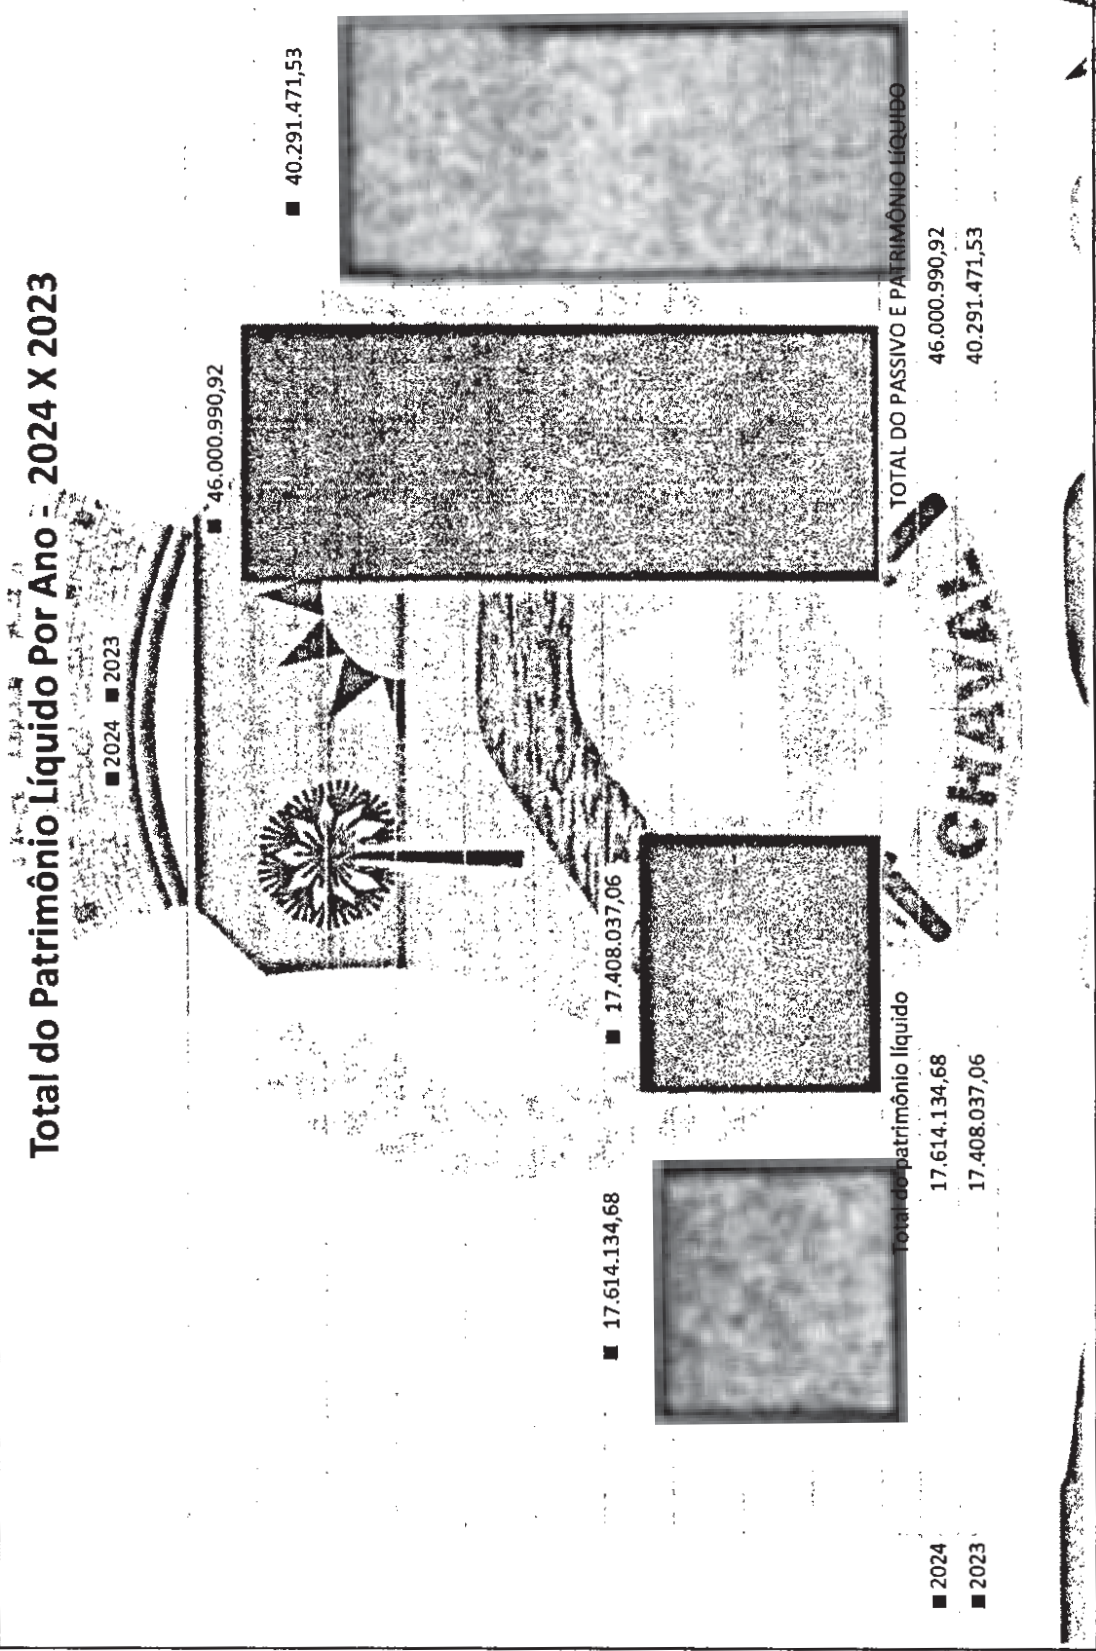 Total do Patrimônio Líquido Por Ano - 2024 X 2023
■ 2024 ■ 2023
■ 46.000.990,92
■ 40.291.471,53
■ 17.614.134,68
■ 17.408.037,06
Total do patrimônio líquido
TOTAL DO PASSIVO E PATRIMÔNIO LÍQUIDO
■ 2024 17.614.134,68 46.000.990,92
■ 2023 17.408.037,06 40.291.471,53
CHAVAL